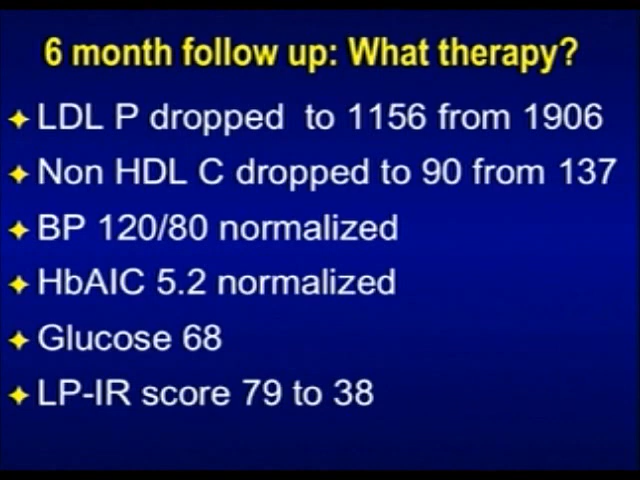 6 month follow up: What therapy?
LDL P dropped to 1156 from 1906
Non HDL C dropped to 90 from 137
BP 120/80 normalized
HbAIC 5.2 normalized
Glucose 68
LP-IR score 79 to 38